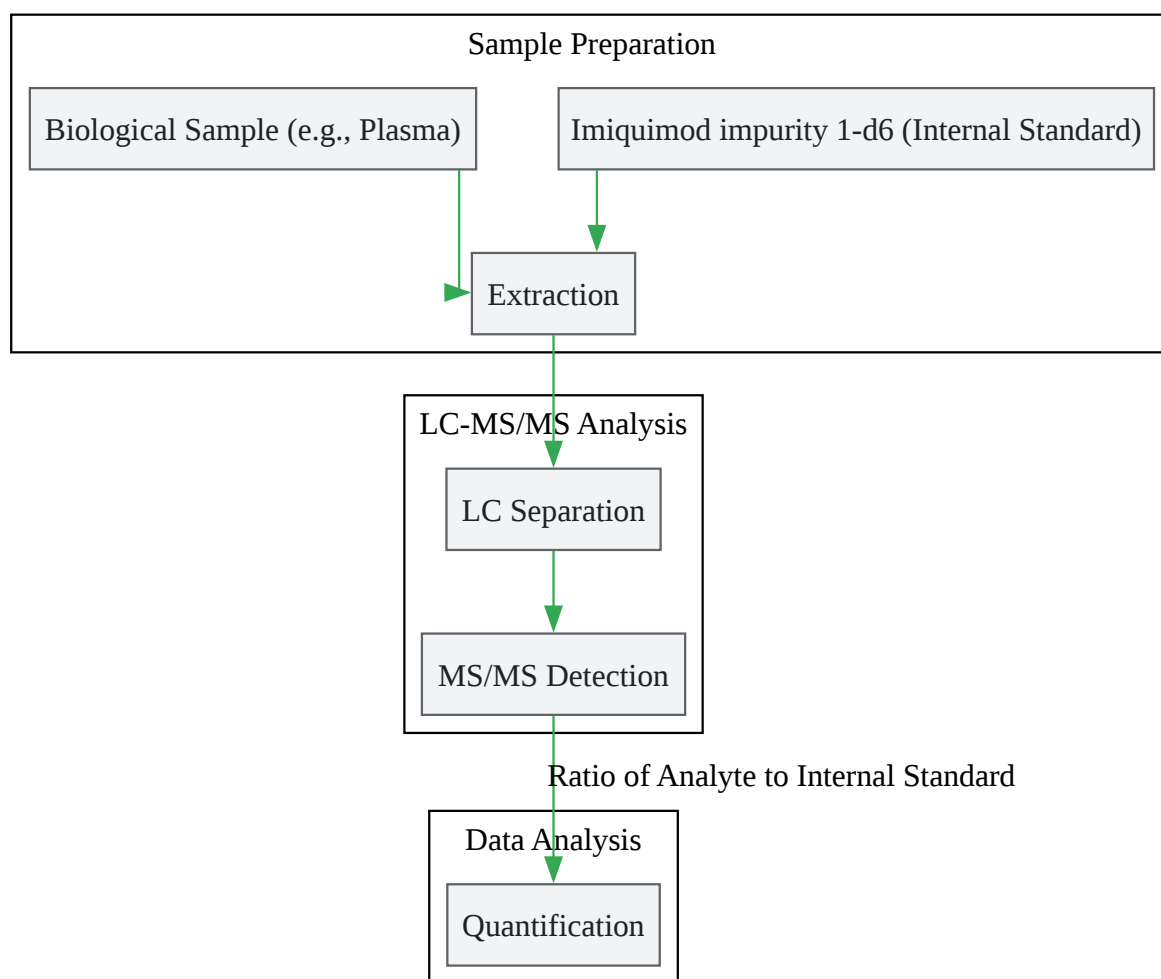 Sample Preparation
Biological Sample (e.g., Plasma)
Imiquimod impurity 1-d6 (Internal Standard)
Extraction
LC-MS/MS Analysis
LC Separation
MS/MS Detection
Ratio of Analyte to Internal Standard
Data Analysis
Quantification